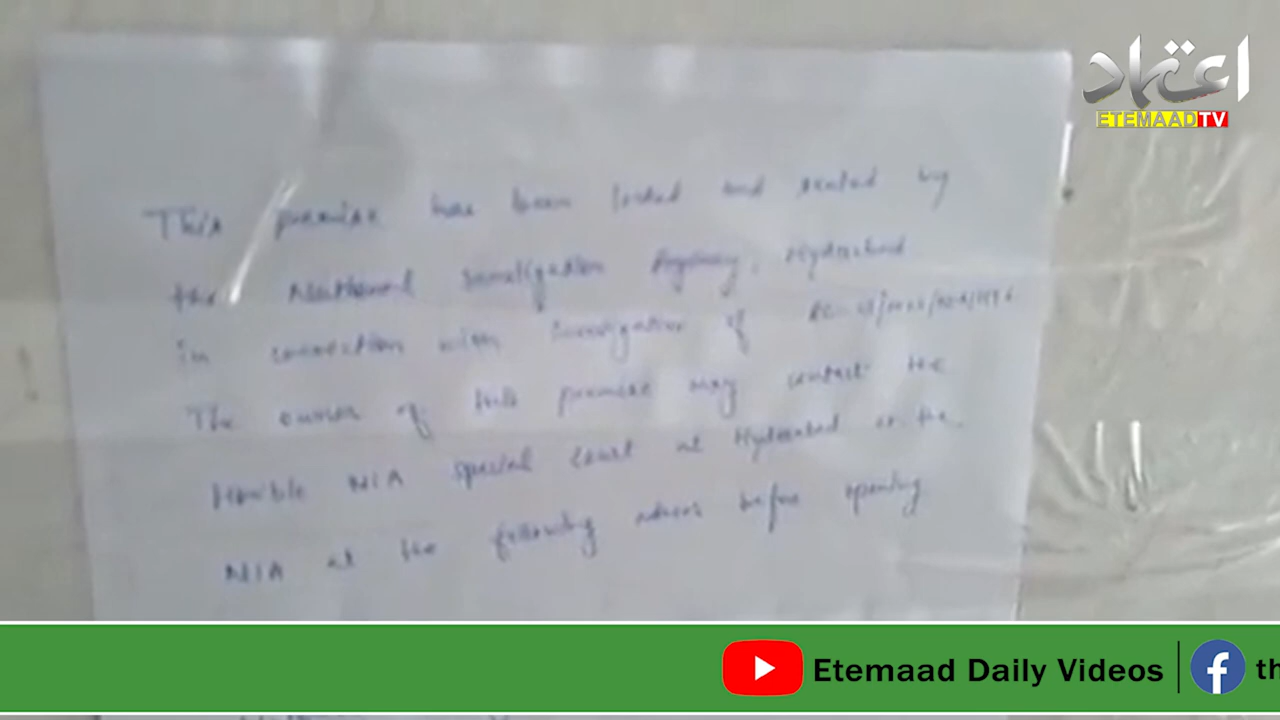 اعتماد
ETEMAAD TV
This premise has been locked and sealed by
the National Investigation Agency, Hyderabad
in connection with investigation of
The owner of this premise may contact the
Hon'ble NIA special court at Hyderabad or the
NIA at the following address before opening
Etemaad Daily Videos
th